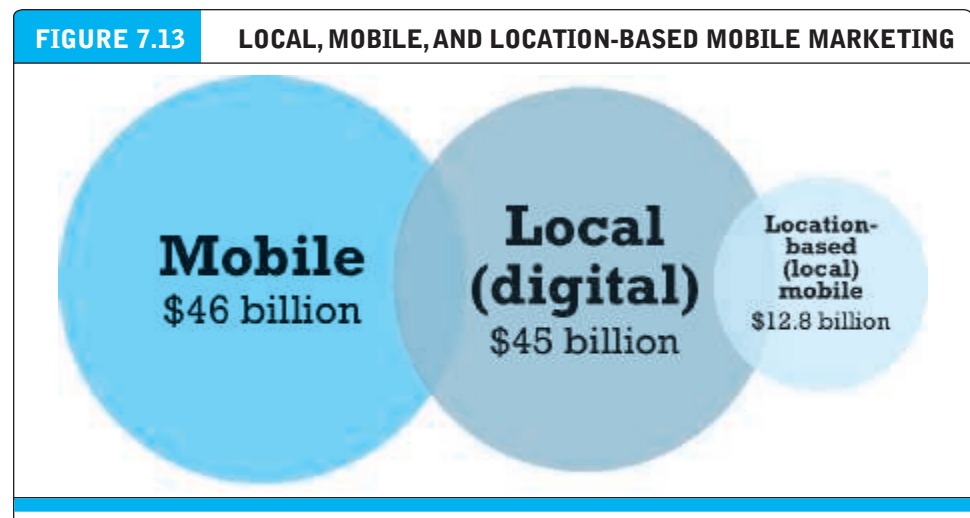 FIGURE 7.13
LOCAL, MOBILE, AND LOCATION-BASED MOBILE MARKETING
Mobile
$46 billion
Local
(digital)
$45 billion
Location-
based
(local)
mobile
$12.8 billion